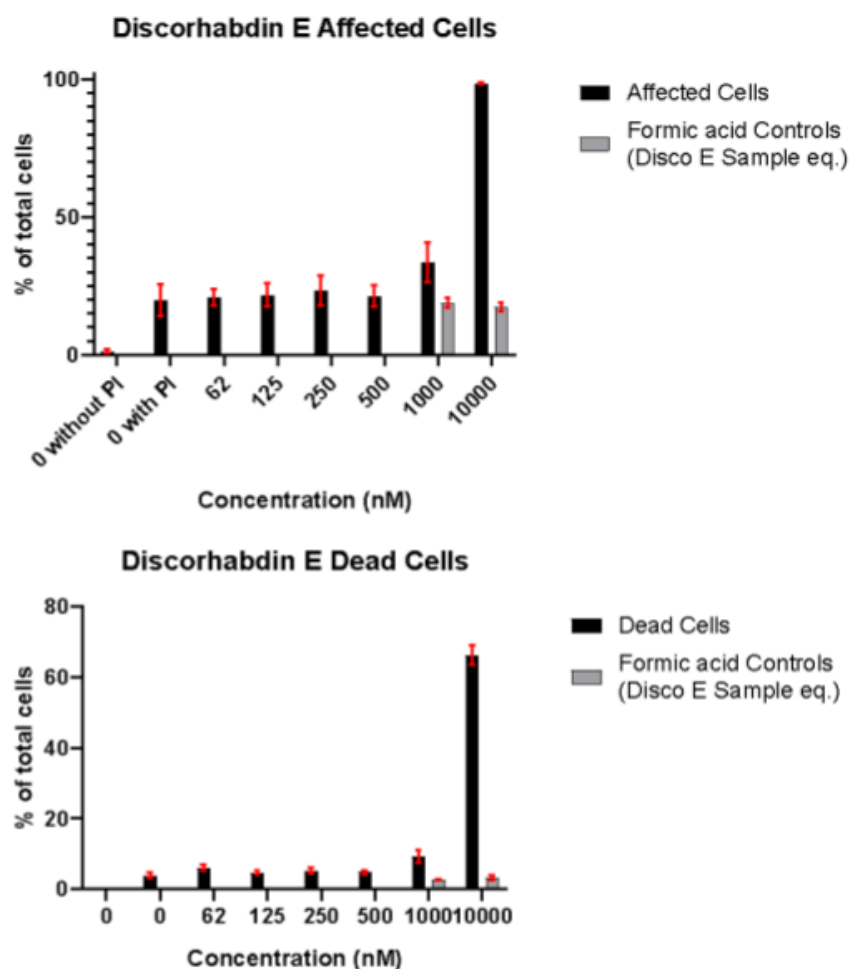 Discorhabdin E Affected Cells
100
50
0
% of total cells
0 without PI
0 with PI
62
125
250
500
1000
10000
Concentration (nM)
Affected Cells
Formic acid Controls
(Disco E Sample eq.)
Discorhabdin E Dead Cells
80
60
40
20
0
% of total cells
0 0 62 125 250 500 1000 10000
Concentration (nM)
Dead Cells
Formic acid Controls
(Disco E Sample eq.)